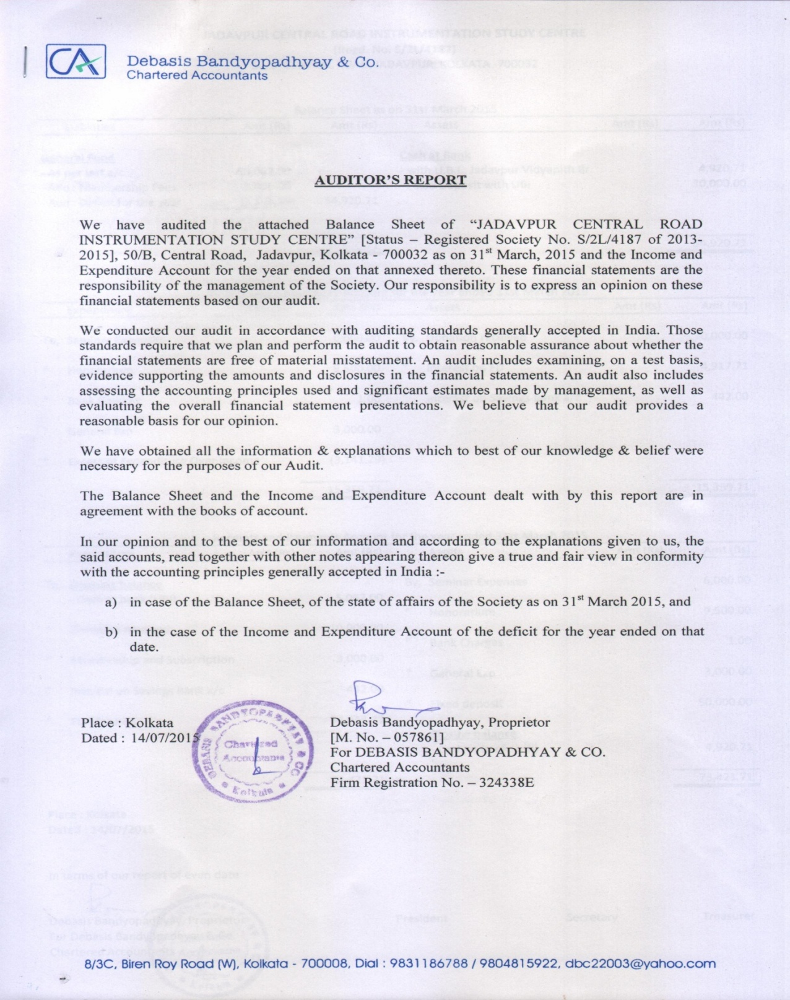 CA
Debasis Bandyopadhyay & Co.
Chartered Accountants
AUDITOR'S REPORT
We have audited the attached Balance Sheet of “JADAVPUR CENTRAL ROAD
INSTRUMENTATION STUDY CENTRE” [Status – Registered Society No. S/2L/4187 of 2013-
2015], 50/B, Central Road, Jadavpur, Kolkata - 700032 as on 31st March, 2015 and the Income and
Expenditure Account for the year ended on that annexed thereto. These financial statements are the
responsibility of the management of the Society. Our responsibility is to express an opinion on these
financial statements based on our audit.
We conducted our audit in accordance with auditing standards generally accepted in India. Those
standards require that we plan and perform the audit to obtain reasonable assurance about whether the
financial statements are free of material misstatement. An audit includes examining, on a test basis,
evidence supporting the amounts and disclosures in the financial statements. An audit also includes
assessing the accounting principles used and significant estimates made by management, as well as
evaluating the overall financial statement presentations. We believe that our audit provides a
reasonable basis for our opinion.
We have obtained all the information & explanations which to best of our knowledge & belief were
necessary for the purposes of our Audit.
The Balance Sheet and the Income and Expenditure Account dealt with by this report are in
agreement with the books of account.
In our opinion and to the best of our information and according to the explanations given to us, the
said accounts, read together with other notes appearing thereon give a true and fair view in conformity
with the accounting principles generally accepted in India :-
a) in case of the Balance Sheet, of the state of affairs of the Society as on 31st March 2015, and
b) in the case of the Income and Expenditure Account of the deficit for the year ended on that
date.
Place : Kolkata
Dated : 14/07/2015
DEBASIS BANDYOPADHYAY & CO
Chartered
Accountants
Kolkata
Debasis Bandyopadhyay, Proprietor
[M. No. – 057861]
For DEBASIS BANDYOPADHYAY & CO.
Chartered Accountants
Firm Registration No. – 324338E
8/3C, Biren Roy Road (W), Kolkata - 700008, Dial : 9831186788 / 9804815922, dbc22003@yahoo.com